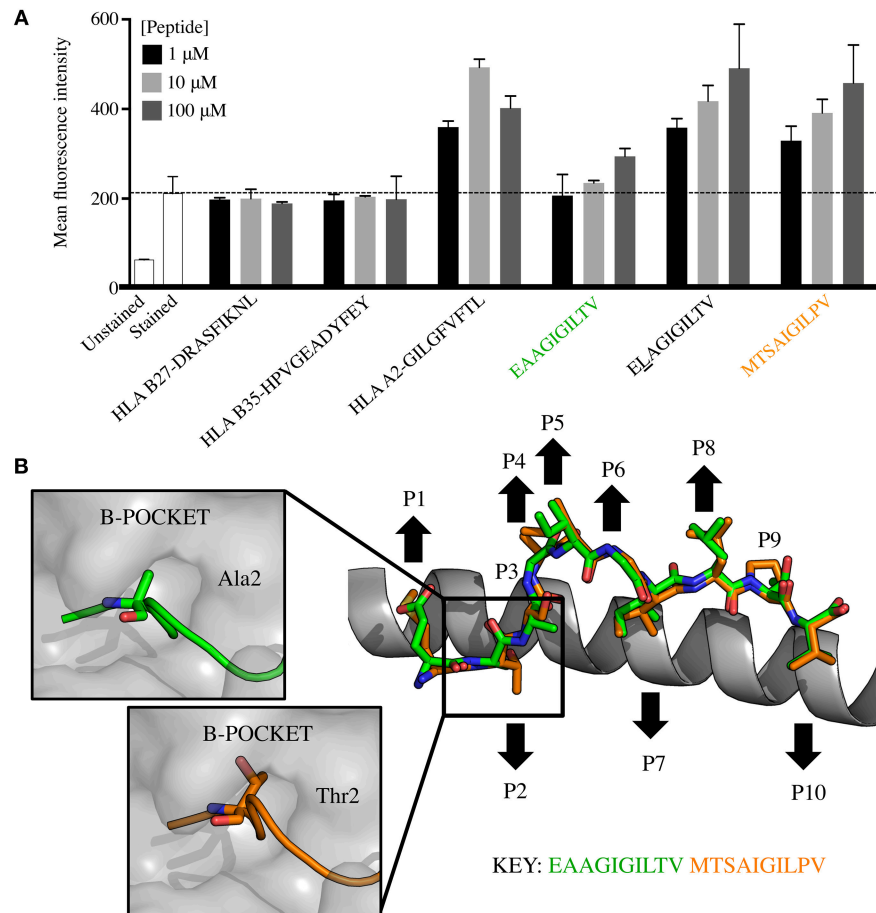 A
[Peptide]
1 μM
10 μM
100 μM
Mean fluorescence intensity
600
400
200
0
Unstained
Stained
HLA B27-DRASFIKNL
HLA B35-HPVGEADYFEY
HLA A2-GILGFVFTL
EAAGIGILTV
ELAGIGILTV
MTSAIGILPV
B
B-POCKET
Ala2
B-POCKET
Thr2
P1
P2
P3
P4
P5
P6
P7
P8
P9
P10
KEY: EAAGIGILTV MTSAIGILPV